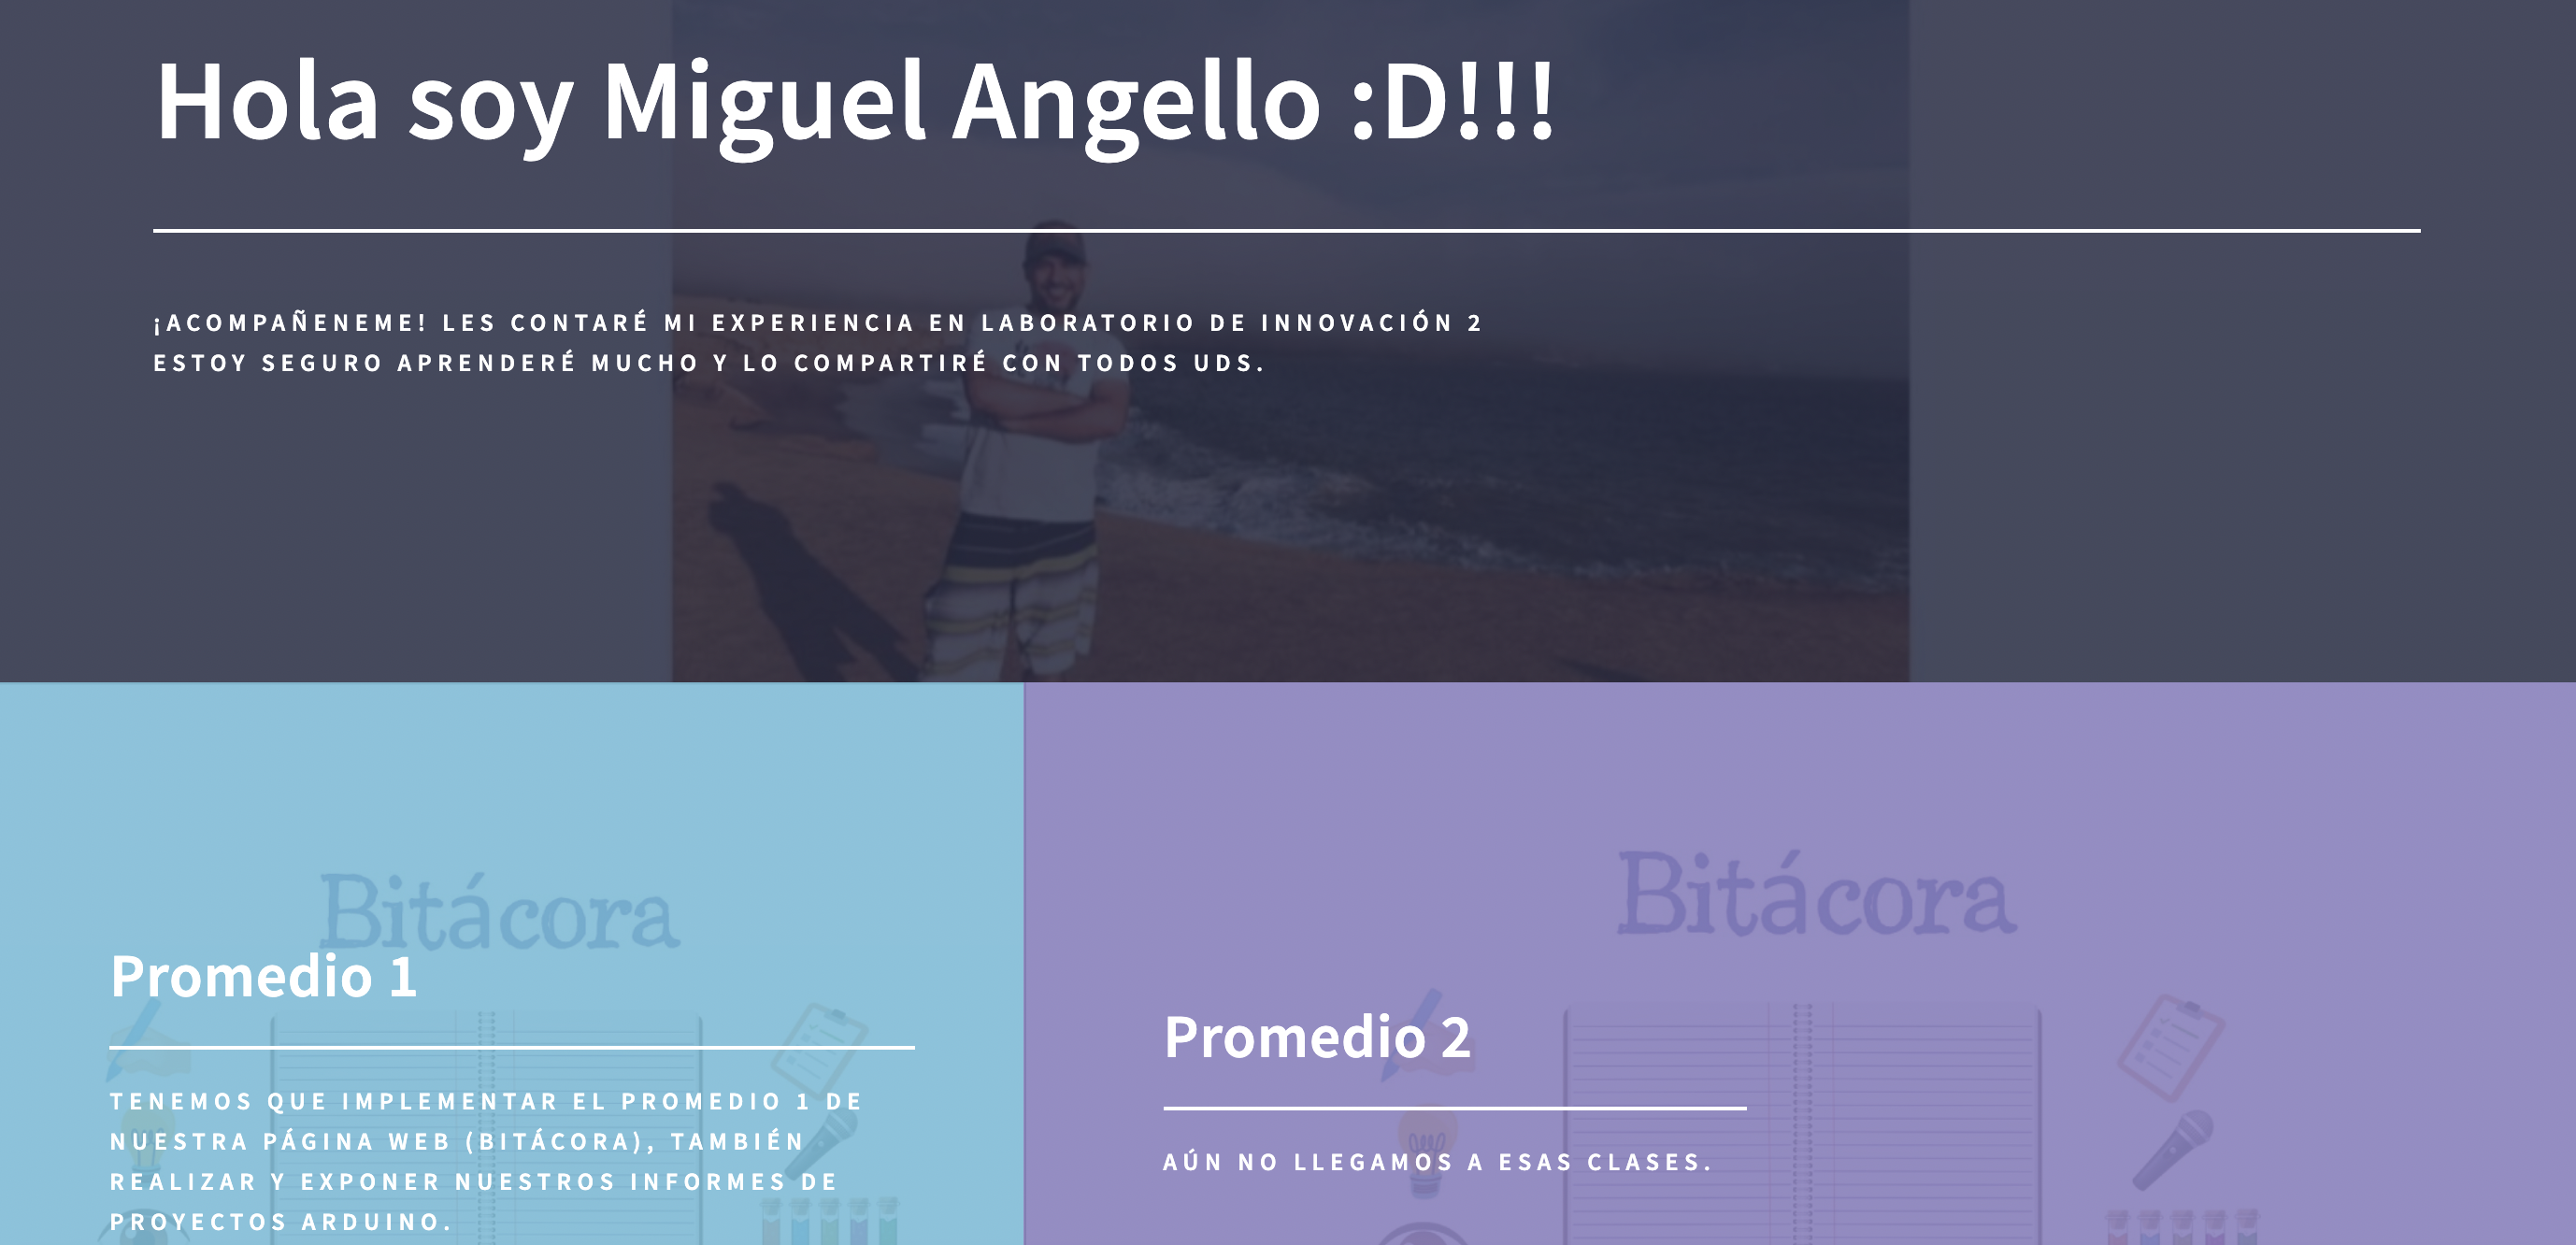 Hola soy Miguel Angello :D!!!
¡ACOMPAÑENEME! LES CONTARÉ MI EXPERIENCIA EN LABORATORIO DE INNOVACIÓN 2
ESTOY SEGURO APRENDERÉ MUCHO Y LO COMPARTIRÉ CON TODOS UDS.
Bitácora
Promedio 1
TENEMOS QUE IMPLEMENTAR EL PROMEDIO 1 DE
NUESTRA PÁGINA WEB (BITÁCORA), TAMBIÉN
REALIZAR Y EXPONER NUESTROS INFORMES DE
PROYECTOS ARDUINO.
Bitácora
Promedio 2
AÚN NO LLEGAMOS A ESAS CLASES.